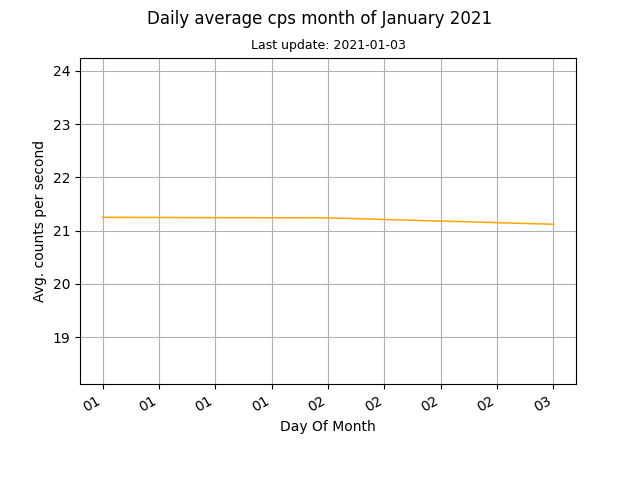 Daily average cps month of January 2021
Last update: 2021-01-03
24
23
22
21
20
19
Avg. counts per second
01 01 01 01 02 02 02 02 03
Day Of Month